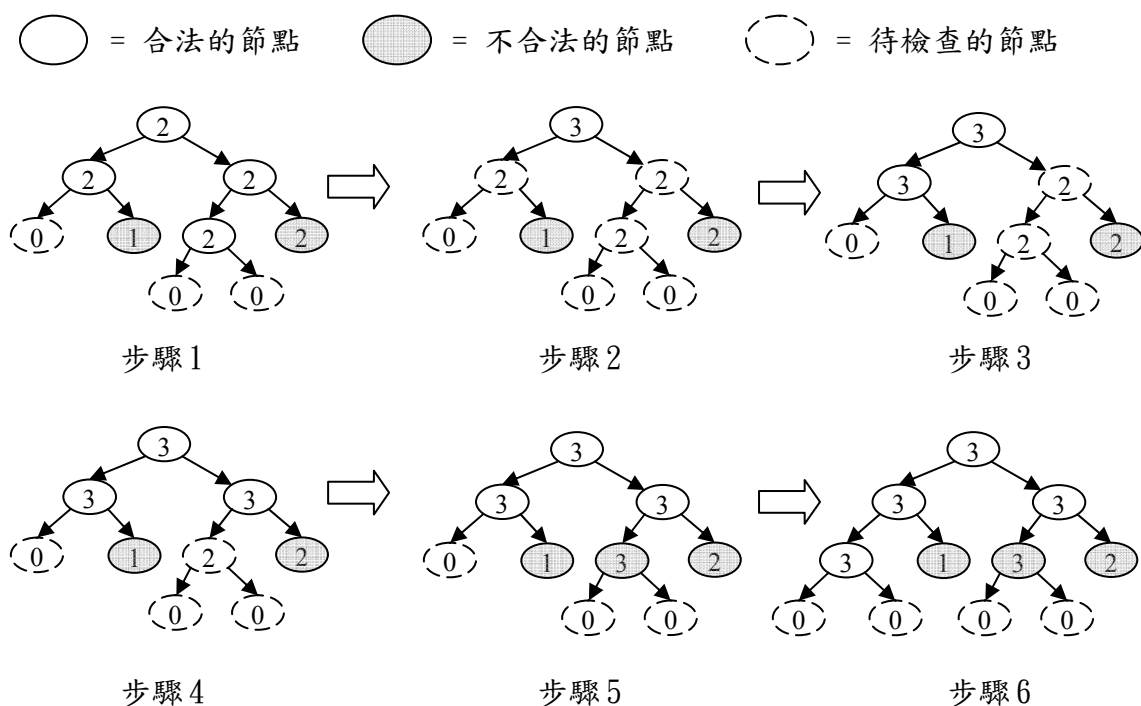 = 合法的節點 = 不合法的節點 = 待檢查的節點
2 3 3
2 2 2 2 3 2
0 1 2 2 0 1 2 2 0 1 2 2
0 0 0 0 0 0
步驟1 步驟2 步驟3
3 3 3
3 3 3 3 3 3
0 1 2 2 0 1 3 2 3 1 3 2
0 0 0 0 0 0 0 0
步驟4 步驟5 步驟6